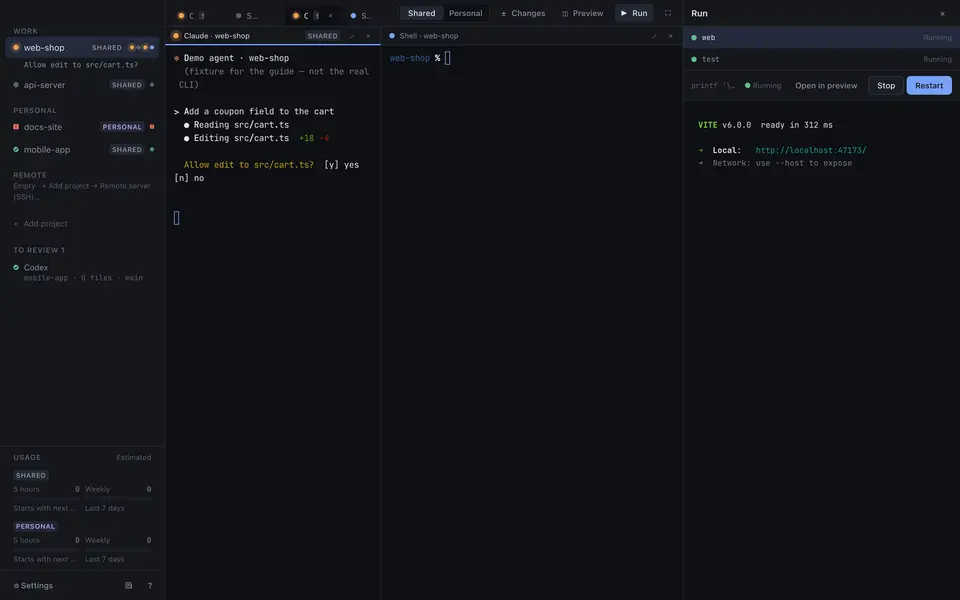 WORK
web-shop SHARED
Allow edit to src/cart.ts?
api-server SHARED
PERSONAL
docs-site PERSONAL
mobile-app SHARED
REMOTE
Empty · + Add project → Remote server
(SSH)…
+ Add project
TO REVIEW 1
Codex
mobile-app · 0 files · main
USAGE Estimated
SHARED
5 hours 0 Weekly 0
Starts with next … Last 7 days
PERSONAL
5 hours 0 Weekly 0
Starts with next … Last 7 days
Settings ?
C S… C × S…
Shared Personal ± Changes Preview Run
Claude · web-shop SHARED
Demo agent · web-shop
(fixture for the guide — not the real
CLI)
> Add a coupon field to the cart
● Reading src/cart.ts
● Editing src/cart.ts +18 -4
Allow edit to src/cart.ts? [y] yes
[n] no
Shell · web-shop
web-shop %
Run ×
web Running
test Running
printf '\… Running Open in preview Stop Restart
VITE v6.0.0 ready in 312 ms
➜ Local: http://localhost:47173/
➜ Network: use --host to expose